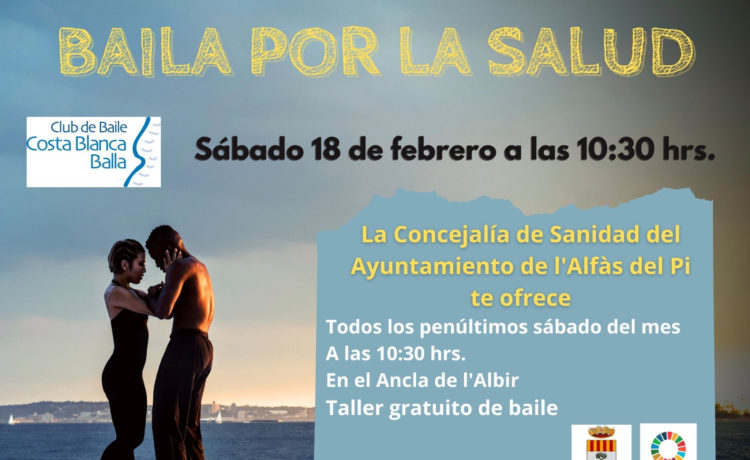 BAILA POR LA SALUD
Club de Baile
Costa Blanca
Balla
Sábado 18 de febrero a las 10:30 hrs.
La Concejalía de Sanidad del
Ayuntamiento de l'Alfàs del Pi
te ofrece
Todos los penúltimos sábado del mes
A las 10:30 hrs.
En el Ancla de l'Albir
Taller gratuito de baile